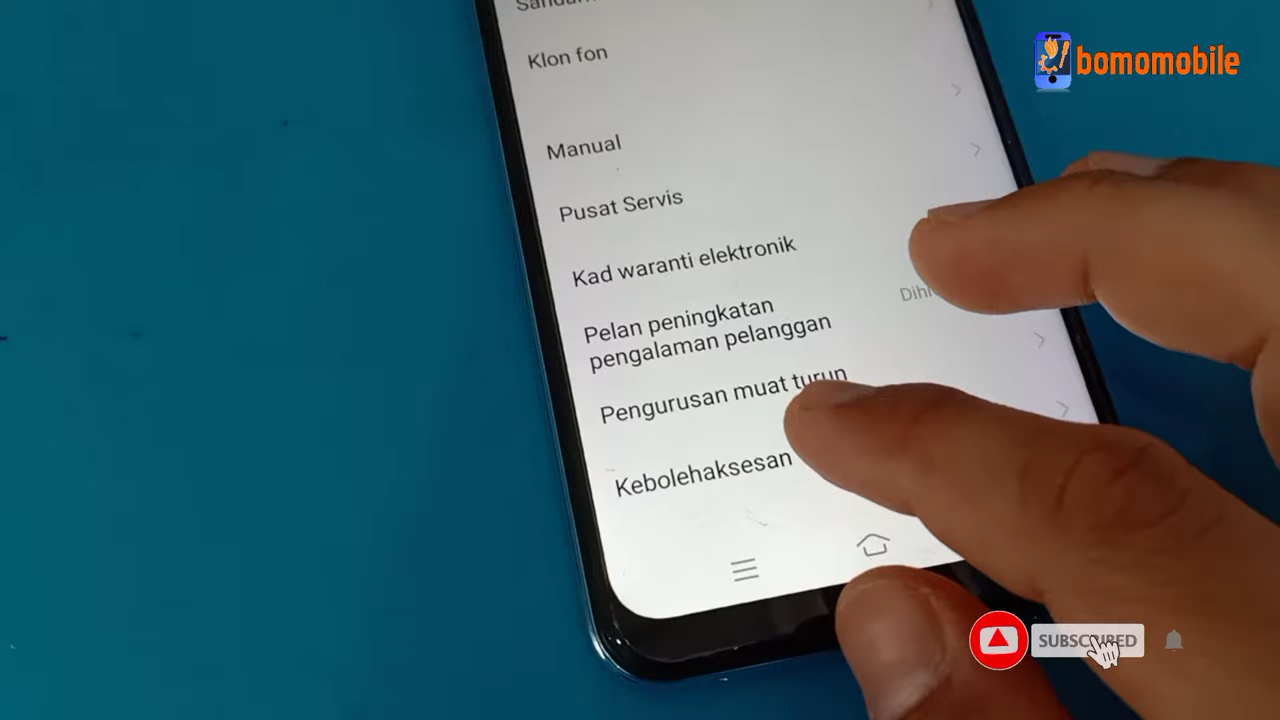 bomomobile
Klon fon
Manual
Pusat Servis
Kad waranti elektronik
Pelan peningkatan
pengalaman pelanggan
Pengurusan muat turun
Kebolehaksesan
SUBSCRIBED